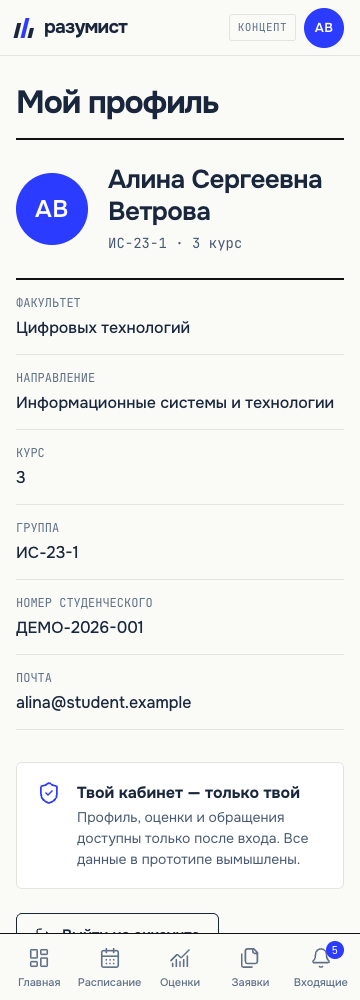 разумист
КОНЦЕПТ
АВ
Мой профиль
АВ
Алина Сергеевна
Ветрова
ИС-23-1 · 3 курс
ФАКУЛЬТЕТ
Цифровых технологий
НАПРАВЛЕНИЕ
Информационные системы и технологии
КУРС
3
ГРУППА
ИС-23-1
НОМЕР СТУДЕНЧЕСКОГО
ДЕМО-2026-001
ПОЧТА
alina@student.example
Твой кабинет — только твой
Профиль, оценки и обращения
доступны только после входа. Все
данные в прототипе вымышлены.
Выйти из аккаунта
5
Главная
Расписание
Оценки
Заявки
Входящие